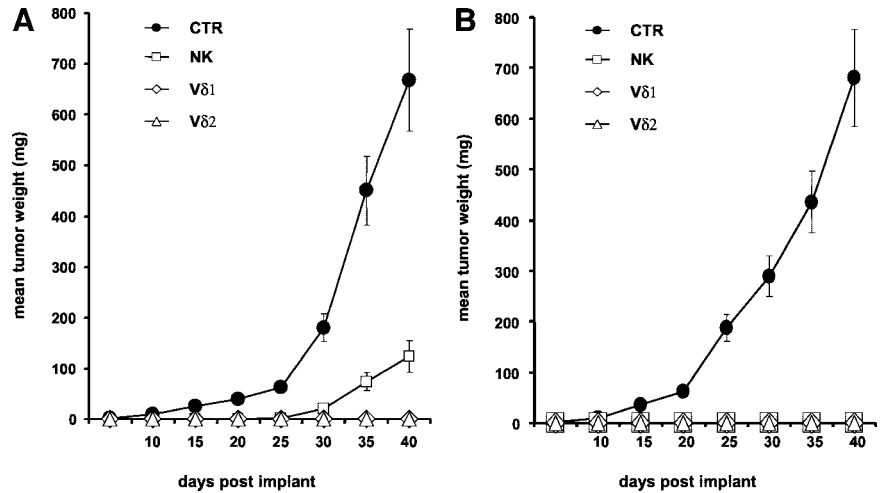 A
CTR
NK
Vδ1
Vδ2
mean tumor weight (mg)
800
700
600
500
400
300
200
100
0
10 15 20 25 30 35 40
days post implant
B
CTR
NK
Vδ1
Vδ2
mean tumor weight (mg)
800
700
600
500
400
300
200
100
0
10 15 20 25 30 35 40
days post implant